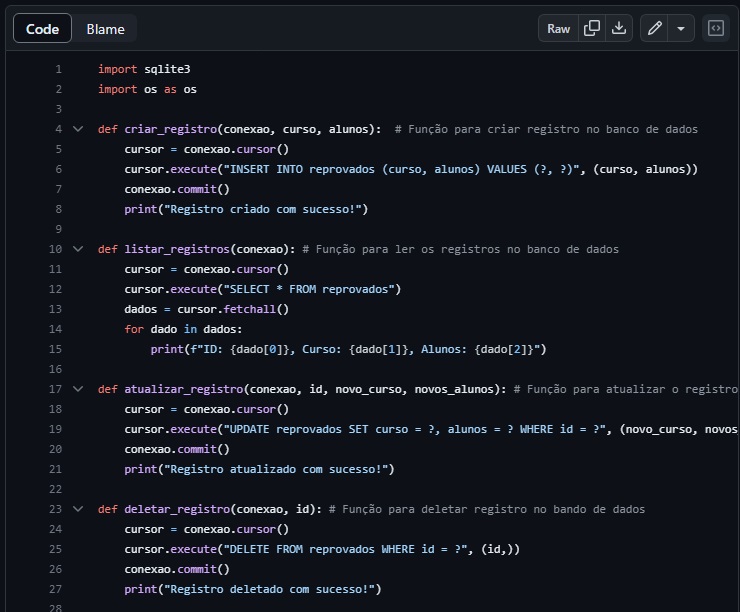 Code Blame Raw
1 import sqlite3
2 import os as os
3
4 def criar_registro(conexao, curso, alunos):  # Função para criar registro no banco de dados
5     cursor = conexao.cursor()
6     cursor.execute("INSERT INTO reprovados (curso, alunos) VALUES (?, ?)", (curso, alunos))
7     conexao.commit()
8     print("Registro criado com sucesso!")
9
10 def listar_registros(conexao): # Função para ler os registros no banco de dados
11     cursor = conexao.cursor()
12     cursor.execute("SELECT * FROM reprovados")
13     dados = cursor.fetchall()
14     for dado in dados:
15         print(f"ID: {dado[0]}, Curso: {dado[1]}, Alunos: {dado[2]}")
16
17 def atualizar_registro(conexao, id, novo_curso, novos_alunos): # Função para atualizar o registro
18     cursor = conexao.cursor()
19     cursor.execute("UPDATE reprovados SET curso = ?, alunos = ? WHERE id = ?", (novo_curso, novos_
20     conexao.commit()
21     print("Registro atualizado com sucesso!")
22
23 def deletar_registro(conexao, id): # Função para deletar registro no bando de dados
24     cursor = conexao.cursor()
25     cursor.execute("DELETE FROM reprovados WHERE id = ?", (id,))
26     conexao.commit()
27     print("Registro deletado com sucesso!")
28